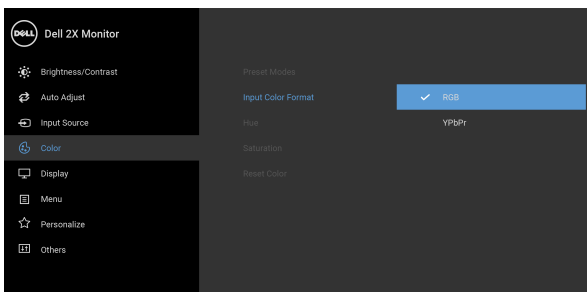 DELL Dell 2X Monitor
Brightness/Contrast
Auto Adjust
Input Source
Color
Display
Menu
Personalize
Others
Preset Modes
Input Color Format
Hue
Saturation
Reset Color
RGB
YPbPr